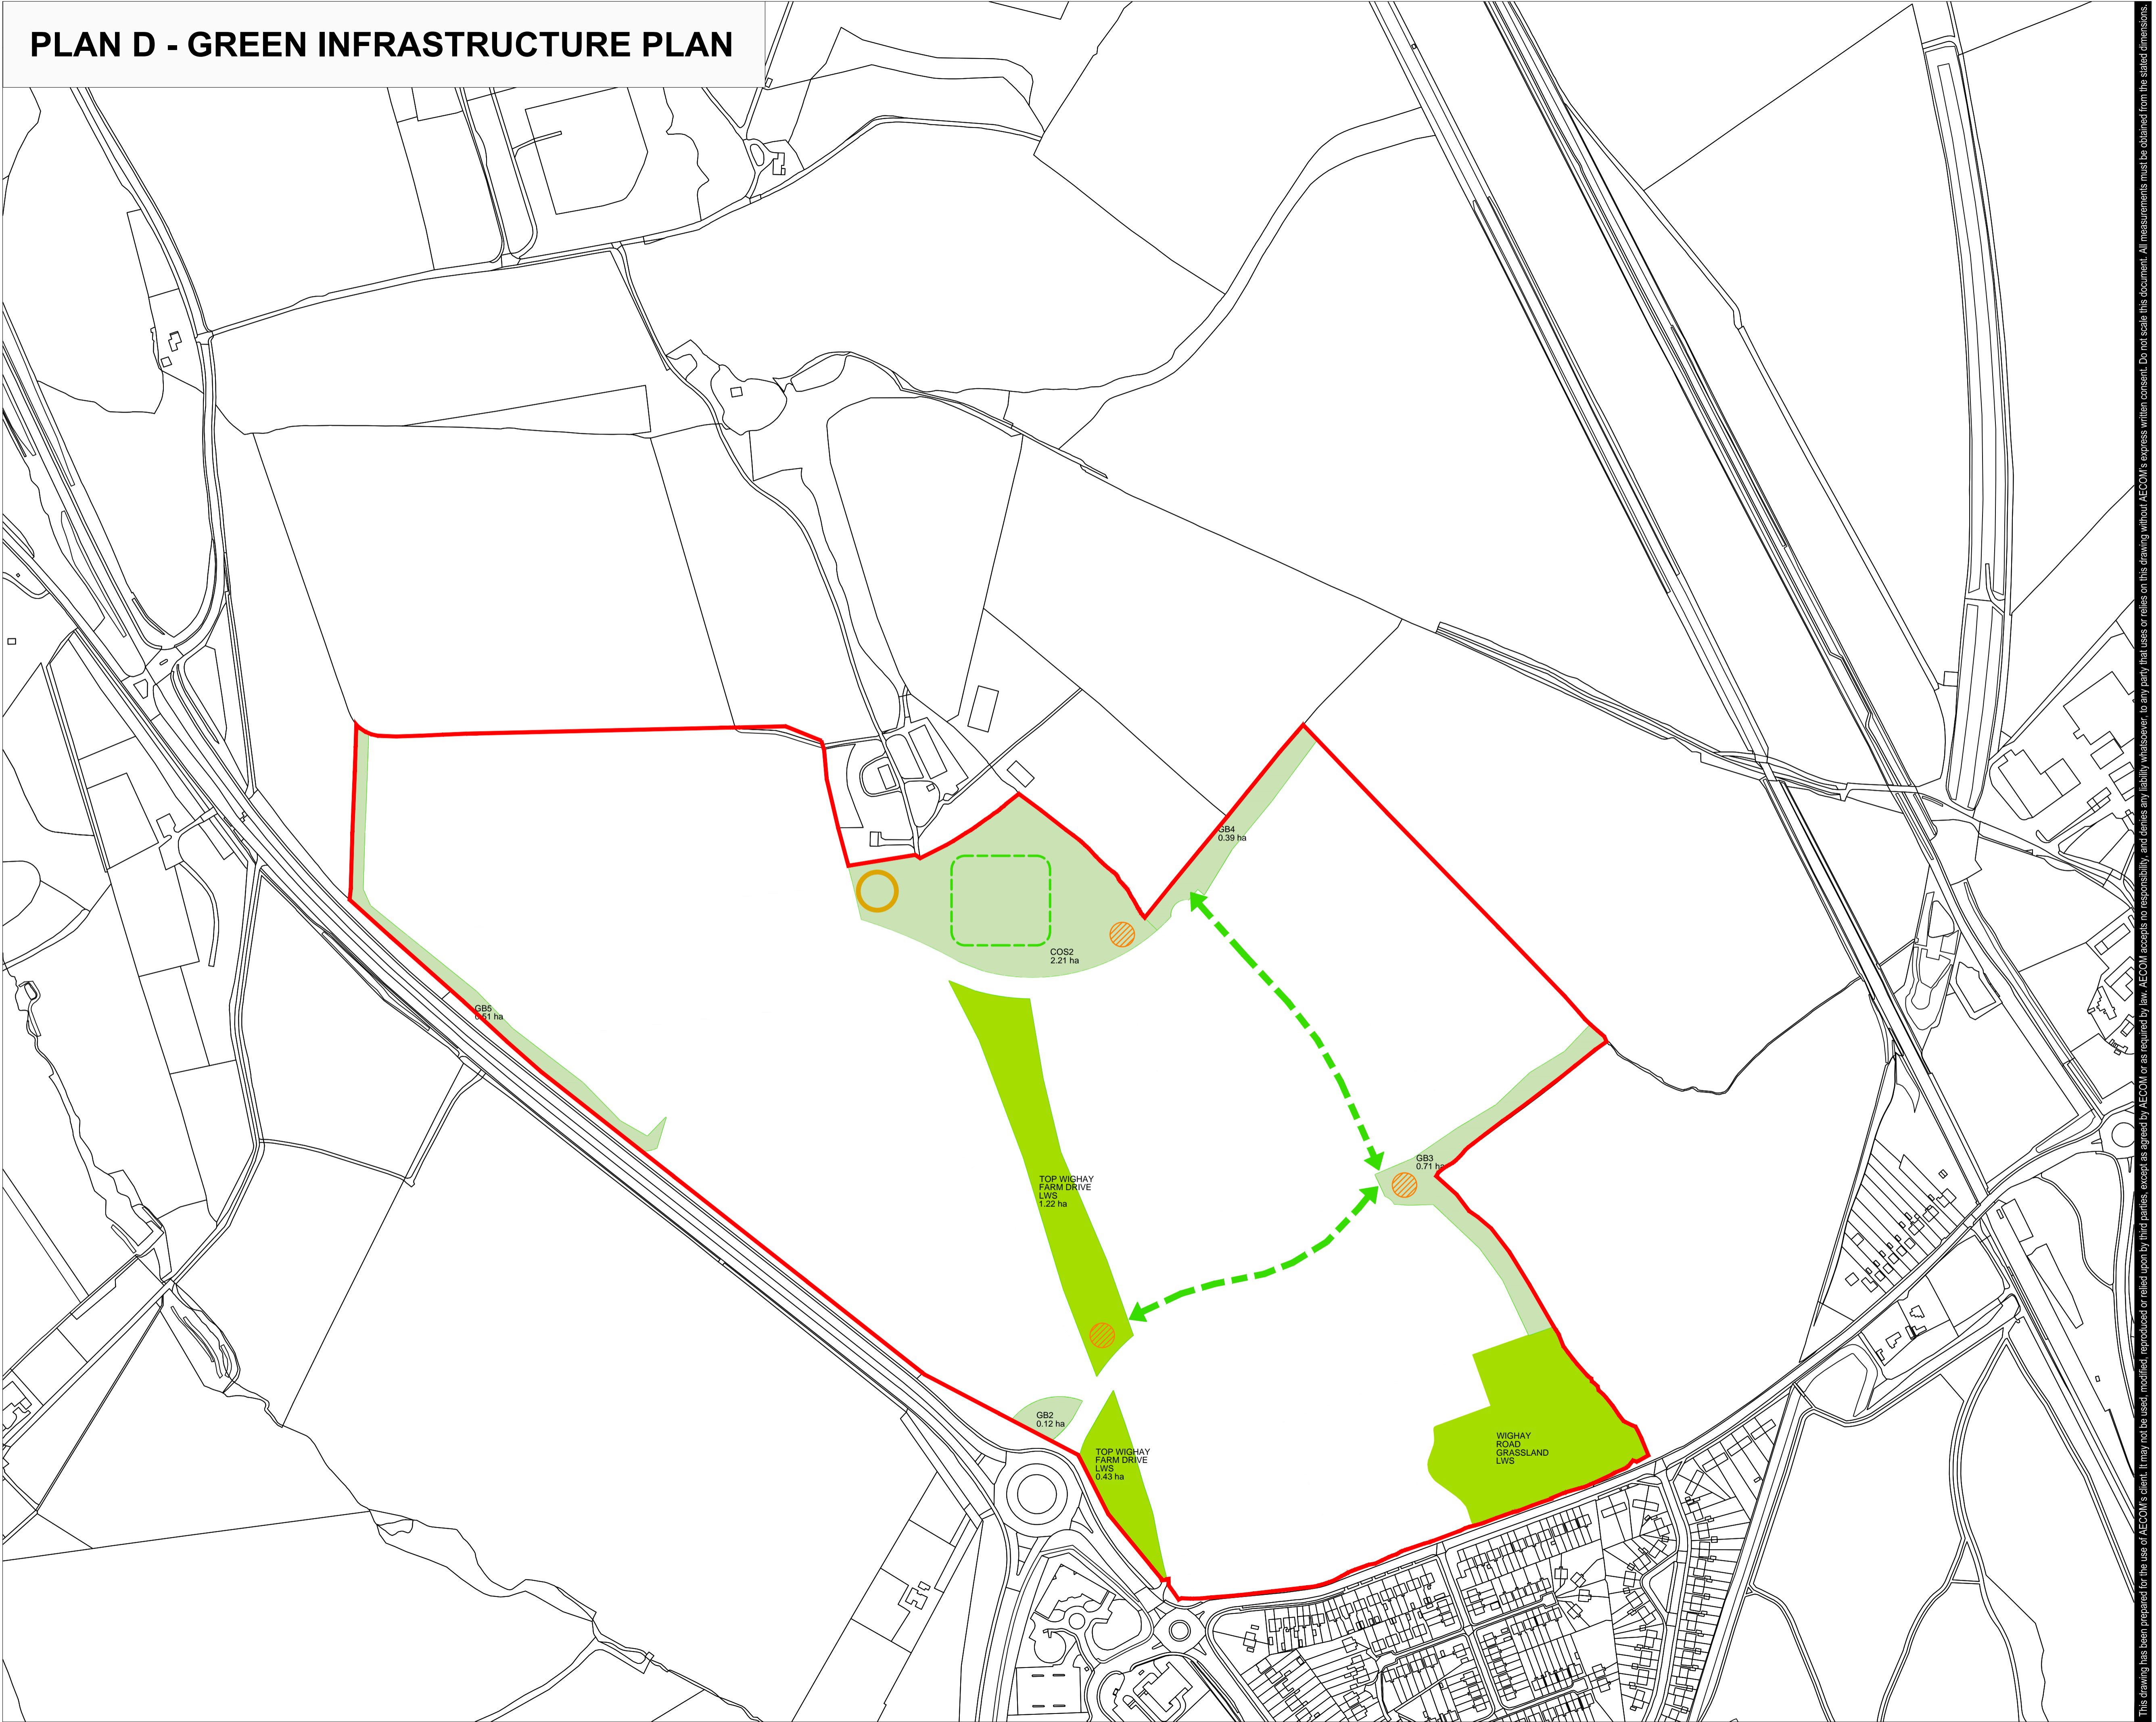 PLAN D - GREEN INFRASTRUCTURE PLAN
GB4
0.39 ha
COS2
2.21 ha
GB5
0.51 ha
GB3
0.71 ha
TOP WIGHAY
FARM DRIVE
LWS
1.22 ha
GB2
0.12 ha
TOP WIGHAY
FARM DRIVE
LWS
0.43 ha
WIGHAY
ROAD
GRASSLAND
LWS
This drawing has been prepared for the use of AECOM's client. It may not be used, modified, reproduced or relied upon by third parties, except as agreed by AECOM or as required by law. AECOM accepts no responsibility, and denies any liability whatsoever, to any party that uses or relies on this drawing without AECOM's express written consent. Do not scale this document. All measurements must be obtained from the stated dimensions.